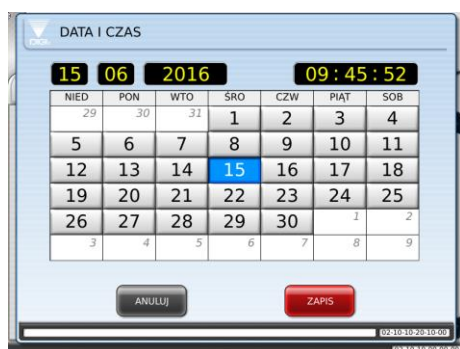 DATA I CZAS
15 06 2016 09:45:52
NIED PON WTO ŚRO CZW PIĄT SOB
29 30 31 1 2 3 4
5 6 7 8 9 10 11
12 13 14 15 16 17 18
19 20 21 22 23 24 25
26 27 28 29 30 1 2
3 4 5 6 7 8 9
ANULUJ ZAPIS
02-10-10-20-10-00